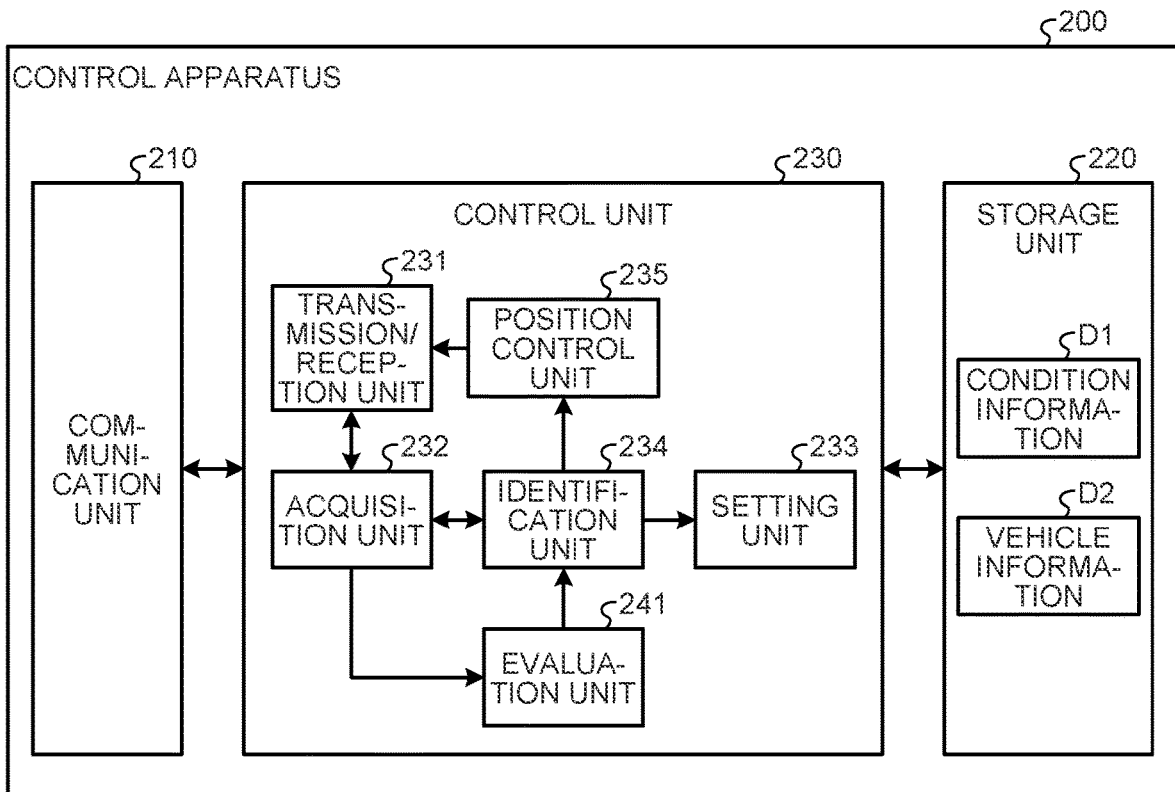 200
CONTROL APPARATUS
210
COM-
MUNI-
CATION
UNIT
230
CONTROL UNIT
231
TRANS-
MISSION/
RECEP-
TION UNIT
235
POSITION
CONTROL
UNIT
232
ACQUISI-
TION UNIT
234
IDENTIFI-
CATION
UNIT
233
SETTING
UNIT
241
EVALUA-
TION UNIT
220
STORAGE
UNIT
D1
CONDITION
INFORMA-
TION
D2
VEHICLE
INFORMA-
TION